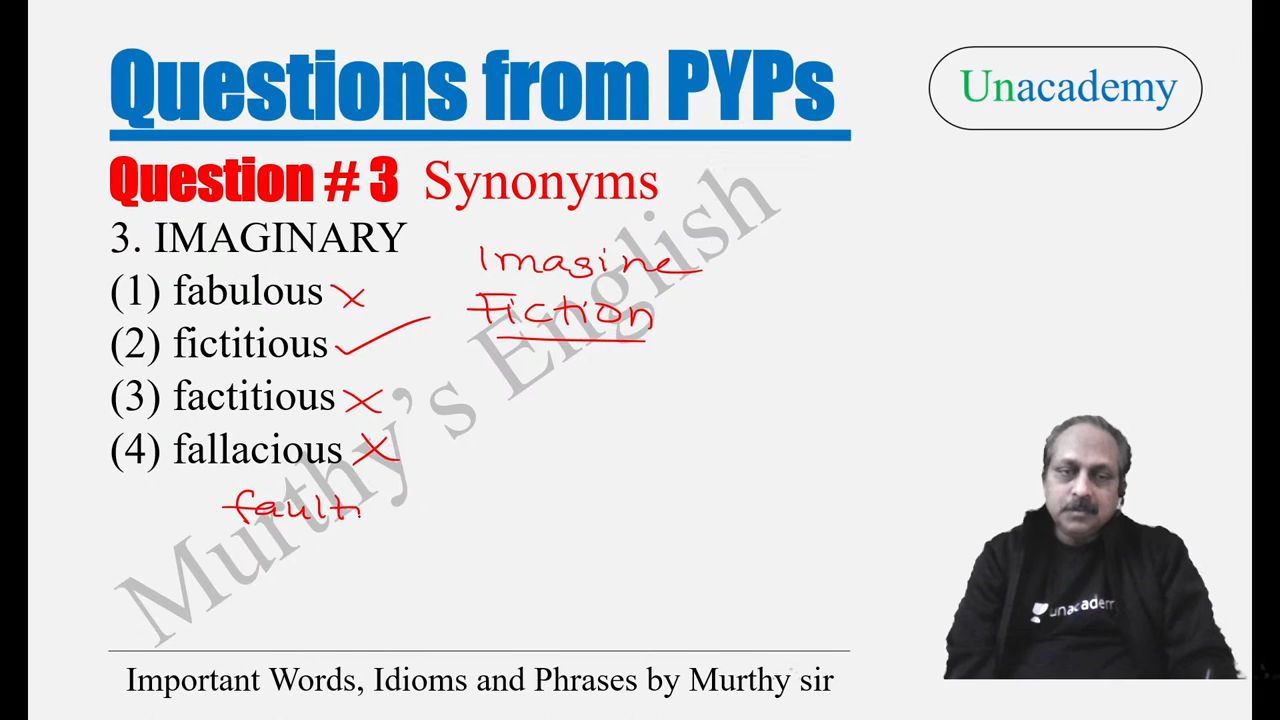 Questions from PYPs
Unacademy
Question # 3 Synonyms
3. IMAGINARY
(1) fabulous
(2) fictitious
(3) factitious
(4) fallacious
Imagine
Fiction
fault
Murthy's English
unacademy
Important Words, Idioms and Phrases by Murthy sir